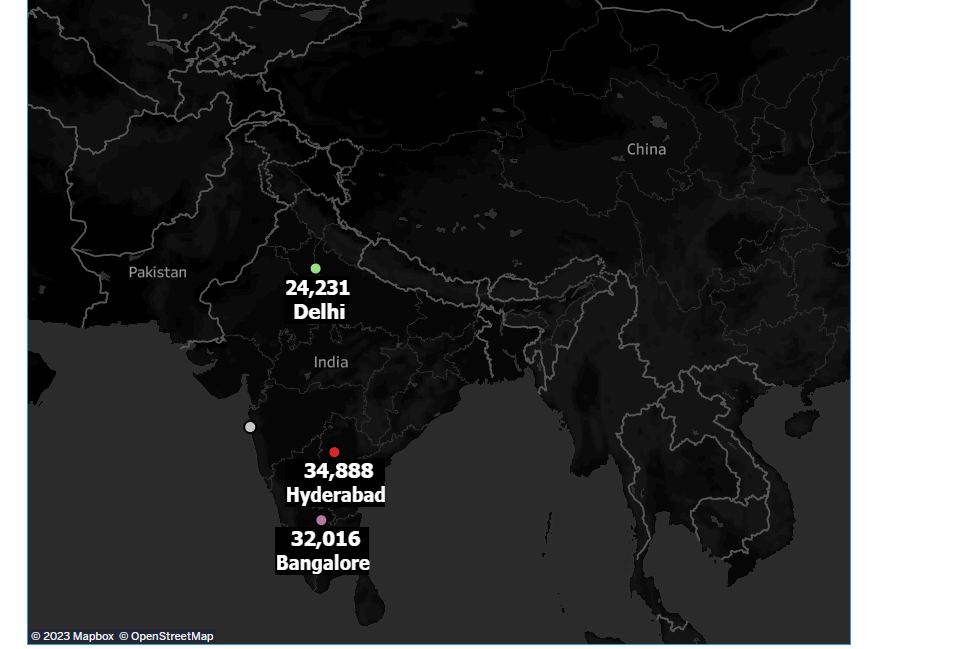 China
Pakistan
24,231
Delhi
India
34,888
Hyderabad
32,016
Bangalore
© 2023 Mapbox © OpenStreetMap